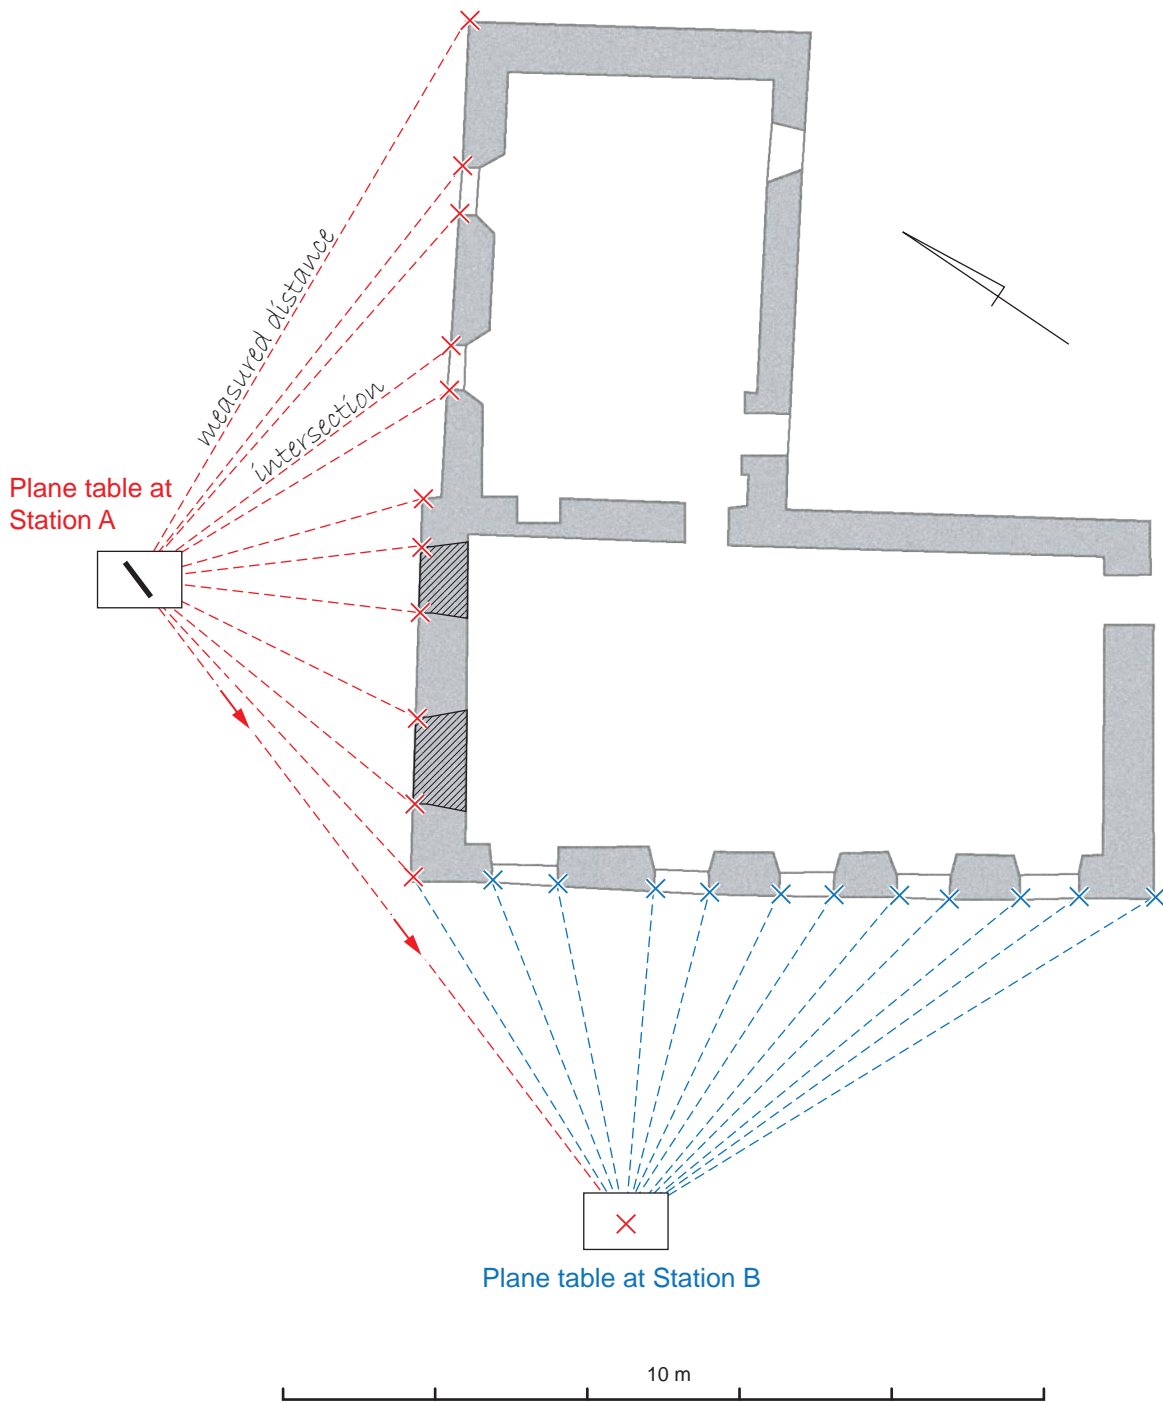 measured distance
intersection
Plane table at
Station A
Plane table at Station B
10 m